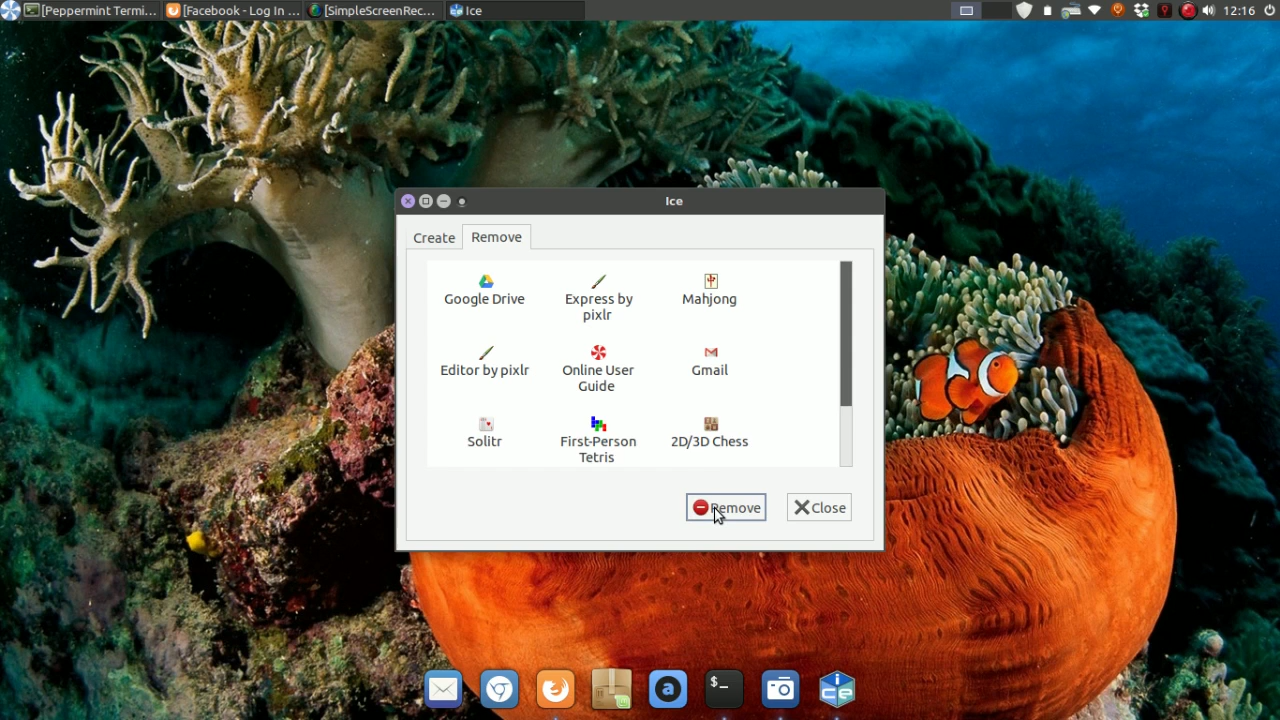 [Peppermint Termi...
[Facebook - Log In ...
[SimpleScreenRec...
Ice
12:16
Ice
Create
Remove
Google Drive
Express by
pixlr
Mahjong
Editor by pixlr
Online User
Guide
Gmail
Solitr
First-Person
Tetris
2D/3D Chess
Remove
Close
a
$_
ice